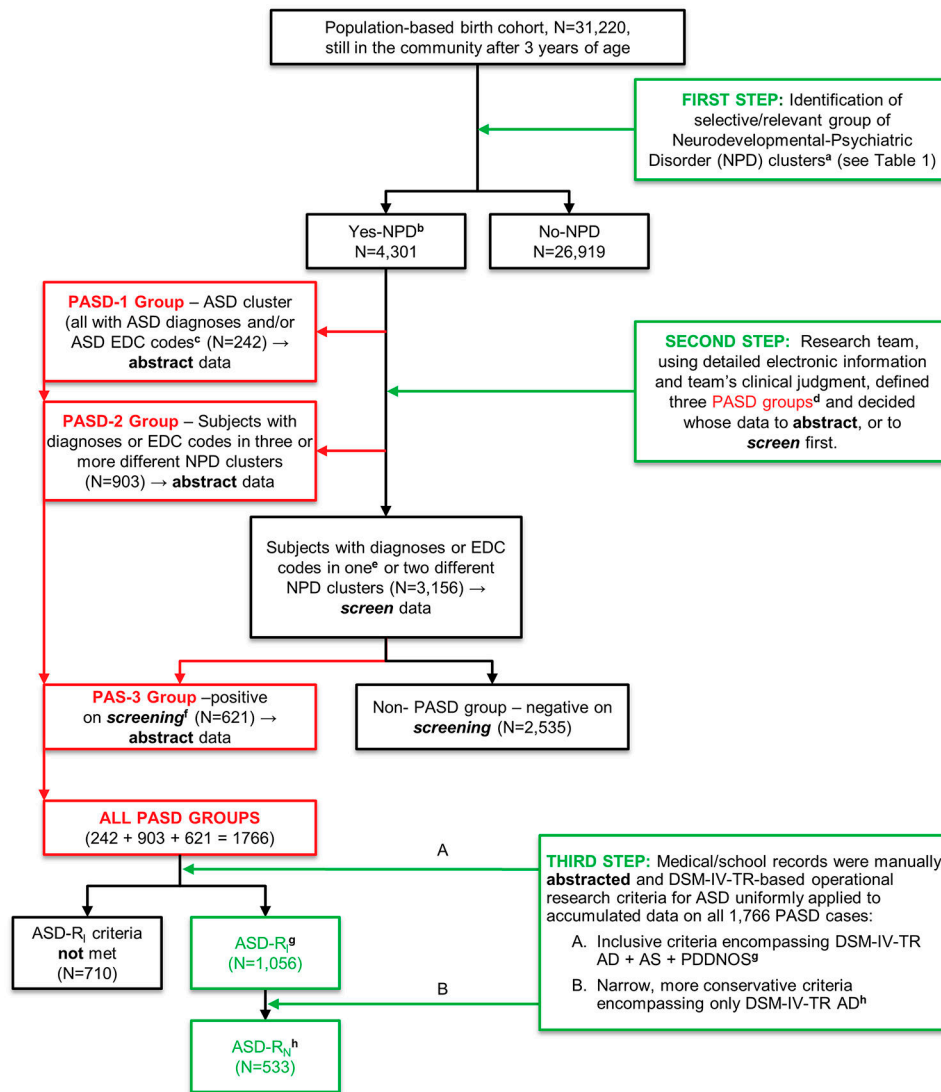 Population-based birth cohort, N=31,220,
still in the community after 3 years of age
FIRST STEP: Identification of
selective/relevant group of
Neurodevelopmental-Psychiatric
Disorder (NPD) clustersᵃ (see Table 1)
Yes-NPDᵇ
N=4,301
No-NPD
N=26,919
PASD-1 Group – ASD cluster
(all with ASD diagnoses and/or
ASD EDC codesᶜ (N=242) →
abstract data
SECOND STEP: Research team,
using detailed electronic information
and team's clinical judgment, defined
three PASD groupsᵈ and decided
whose data to abstract, or to
screen first.
PASD-2 Group – Subjects with
diagnoses or EDC codes in three or
more different NPD clusters
(N=903) → abstract data
Subjects with diagnoses or EDC
codes in oneᵉ or two different
NPD clusters (N=3,156) →
screen data
PAS-3 Group –positive
on screeningᶠ (N=621) →
abstract data
Non- PASD group – negative on
screening (N=2,535)
ALL PASD GROUPS
(242 + 903 + 621 = 1766)
A
THIRD STEP: Medical/school records were manually
abstracted and DSM-IV-TR-based operational
research criteria for ASD uniformly applied to
accumulated data on all 1,766 PASD cases:
A. Inclusive criteria encompassing DSM-IV-TR
AD + AS + PDDNOSᵍ
B. Narrow, more conservative criteria
encompassing only DSM-IV-TR ADʰ
ASD-R_I criteria
not met
(N=710)
ASD-R_Iᵍ
(N=1,056)
B
ASD-R_Nʰ
(N=533)